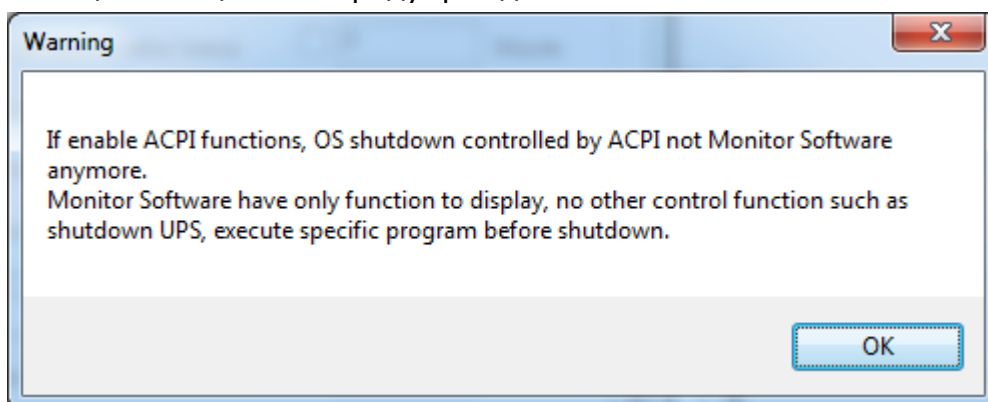 Warning
If enable ACPI functions, OS shutdown controlled by ACPI not Monitor Software
anymore.
Monitor Software have only function to display, no other control function such as
shutdown UPS, execute specific program before shutdown.
OK